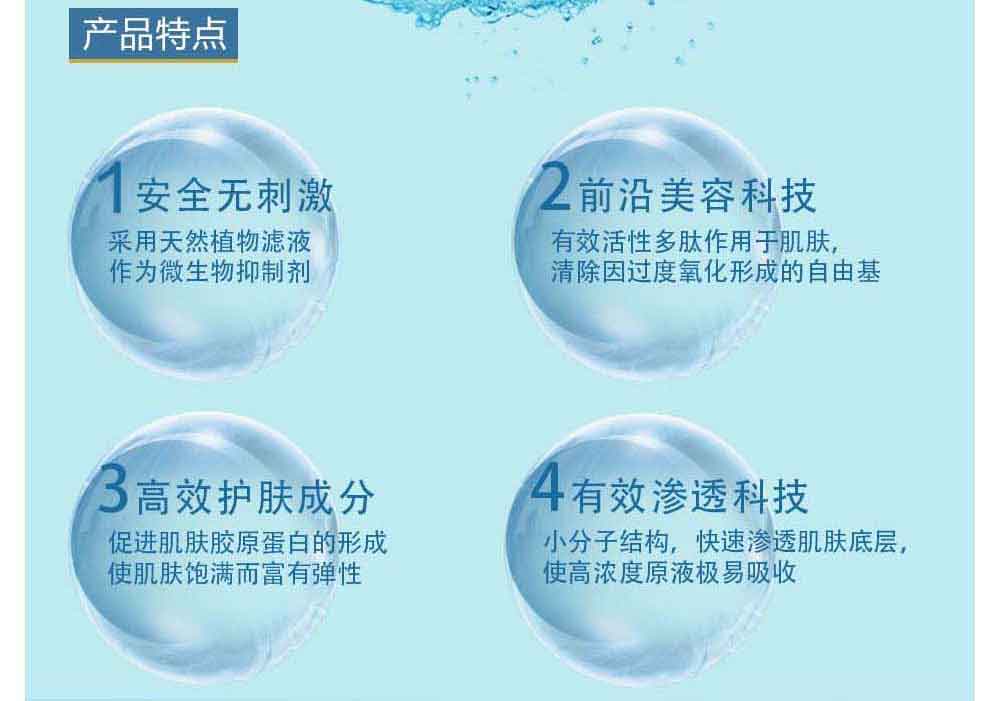 产品特点
1安全无刺激
采用天然植物滤液
作为微生物抑制剂
2前沿美容科技
有效活性多肽作用于肌肤,
清除因过度氧化形成的自由基
3高效护肤成分
促进肌肤胶原蛋白的形成
使肌肤饱满而富有弹性
4有效渗透科技
小分子结构，快速渗透肌肤底层,
使高浓度原液极易吸收